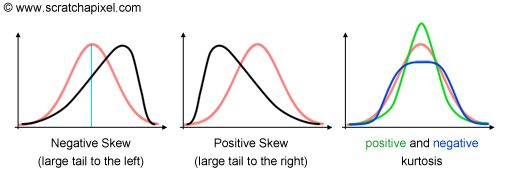 © www.scratchapixel.com
Negative Skew
(large tail to the left)
Positive Skew
(large tail to the right)
positive and negative
kurtosis